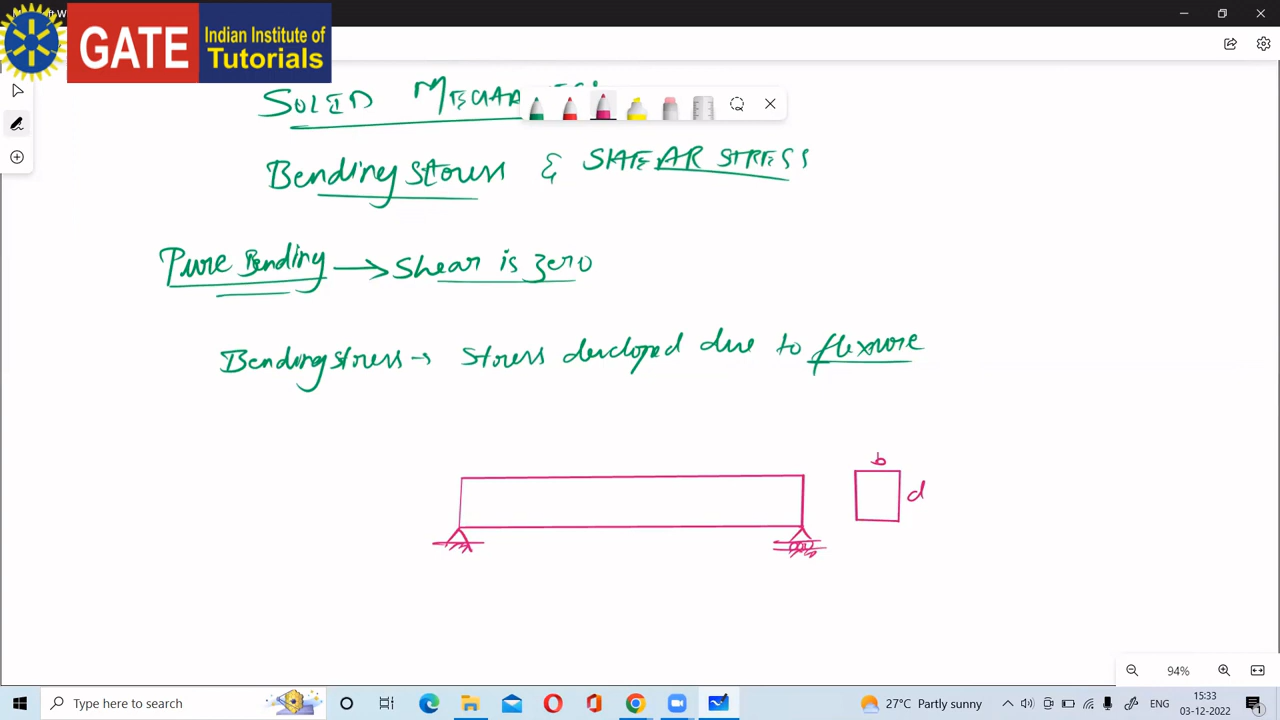 GATE
Indian Institute of
Tutorials
SOLID
Bending stress & SHEAR STRESS
Pure Bending → Shear is zero
Bending stress → Stress developed due to flexure
b
d
94%
Type here to search
27°C Partly sunny
ENG
15:33
03-12-2022
1